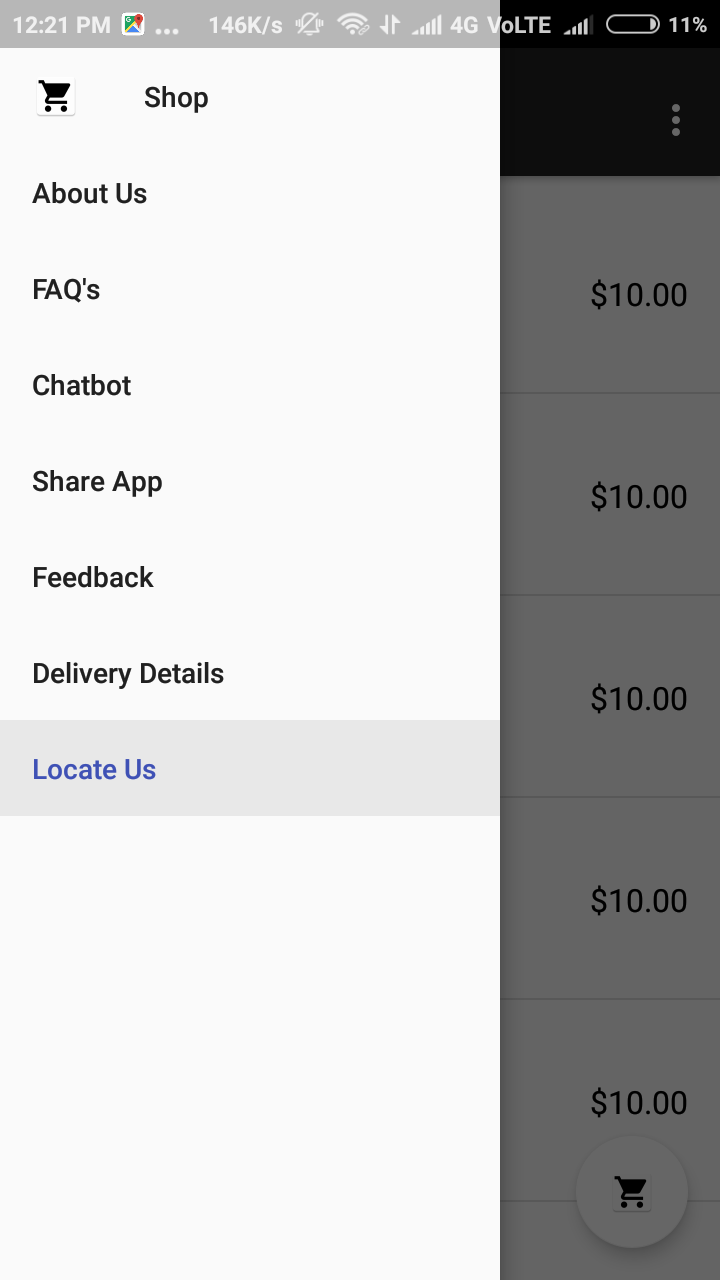 12:21 PM ... 146K/s 4G VoLTE 11%
Shop
About Us
FAQ's
$10.00
Chatbot
Share App
$10.00
Feedback
Delivery Details
$10.00
Locate Us
$10.00
$10.00